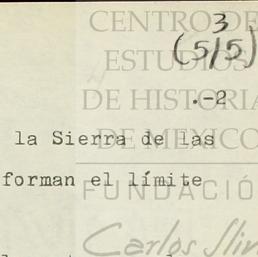 CENTRO DE
3
ESTUDIOS
(5/5)
DE HISTORIA
.-2
DE MEXICO
la Sierra de las
forman el límite
FUNDACIÓ
Carlos Slim